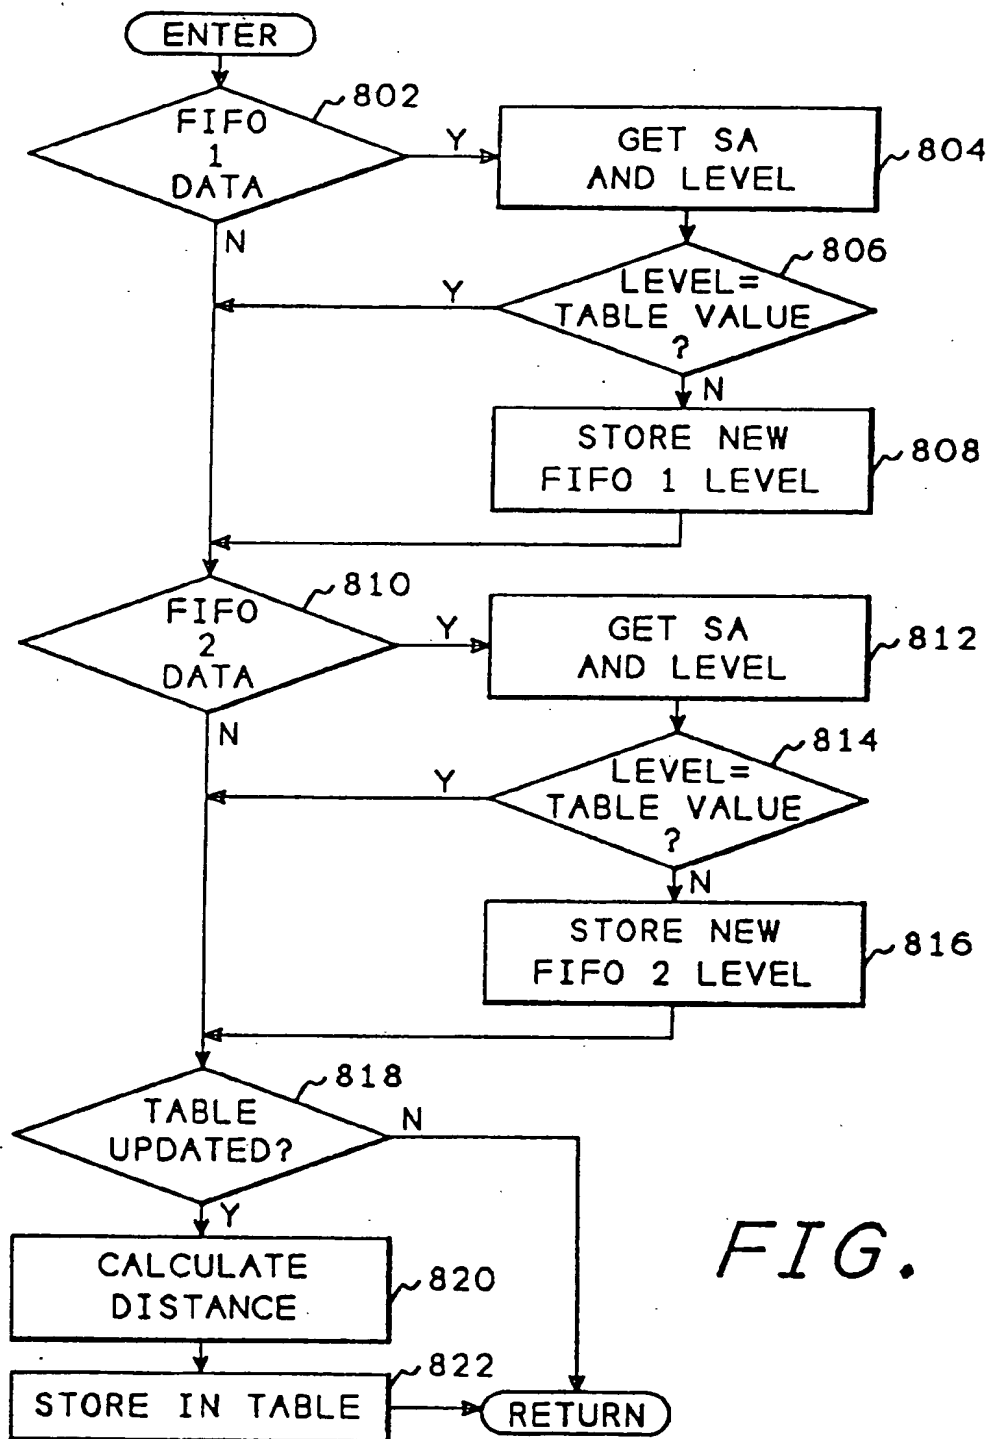 ENTER
802
FIFO
1
DATA
Y
GET SA
AND LEVEL
804
N
806
LEVEL=
TABLE VALUE
?
Y
N
STORE NEW
FIFO 1 LEVEL
808
810
FIFO
2
DATA
Y
GET SA
AND LEVEL
812
N
814
LEVEL=
TABLE VALUE
?
Y
N
STORE NEW
FIFO 2 LEVEL
816
818
TABLE
UPDATED?
N
Y
CALCULATE
DISTANCE
820
FIG.
822
STORE IN TABLE
RETURN